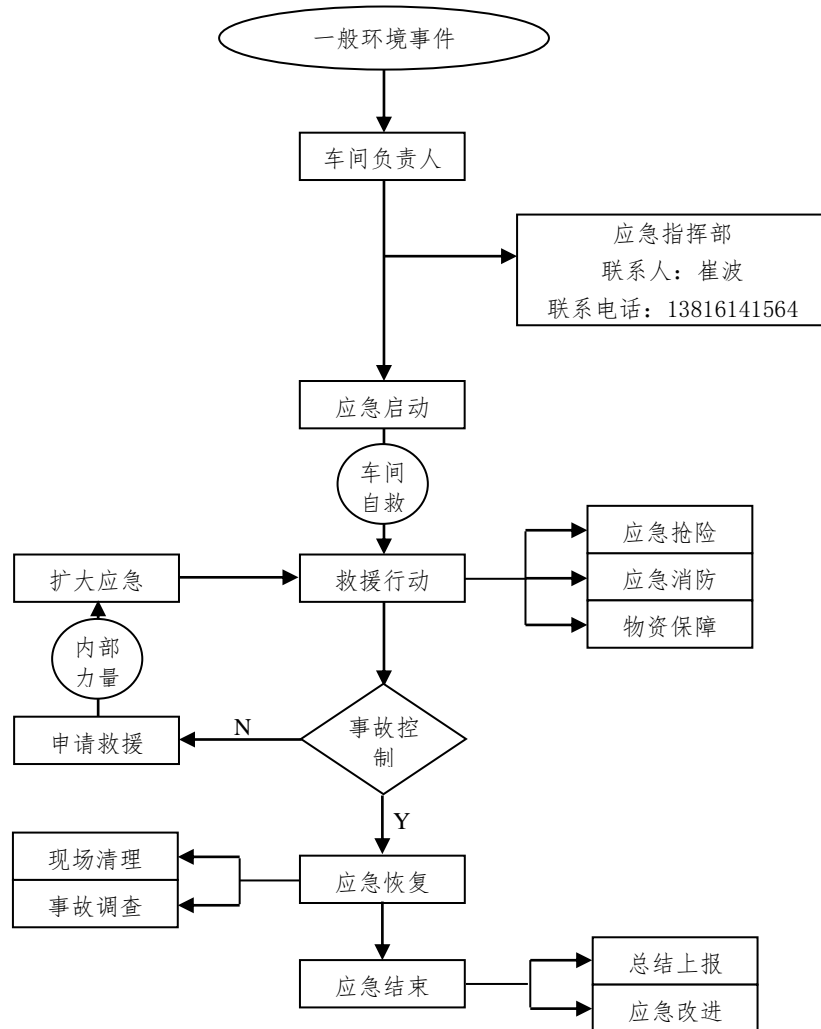 一般环境事件
车间负责人
应急指挥部
联系人：崔波
联系电话：13816141564
应急启动
车间
自救
应急抢险
扩大应急
救援行动
应急消防
物资保障
内部
力量
申请救援
N
事故控
制
Y
现场清理
应急恢复
事故调查
总结上报
应急结束
应急改进